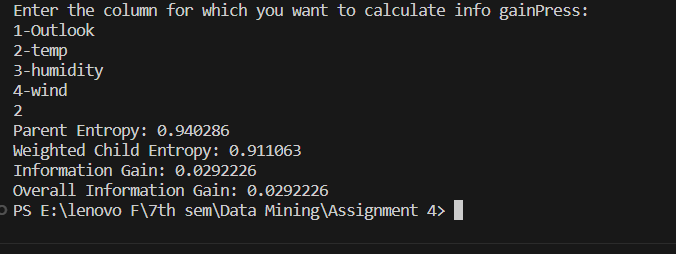 Enter the column for which you want to calculate info gainPress:
1-Outlook
2-temp
3-humidity
4-wind
2
Parent Entropy: 0.940286
Weighted Child Entropy: 0.911063
Information Gain: 0.0292226
Overall Information Gain: 0.0292226
PS E:\lenovo F\7th sem\Data Mining\Assignment 4>